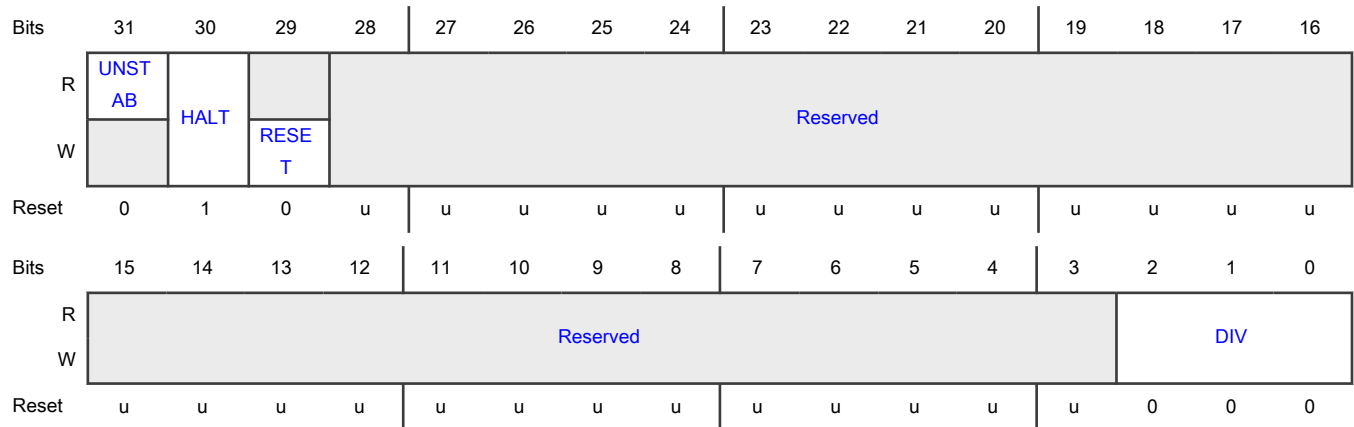 Bits 31 30 29 28 27 26 25 24 23 22 21 20 19 18 17 16
R UNST
AB HALT Reserved
W RESE
T
Reset 0 1 0 u u u u u u u u u u u u u
Bits 15 14 13 12 11 10 9 8 7 6 5 4 3 2 1 0
R
Reserved DIV
W
Reset u u u u u u u u u u u u u 0 0 0